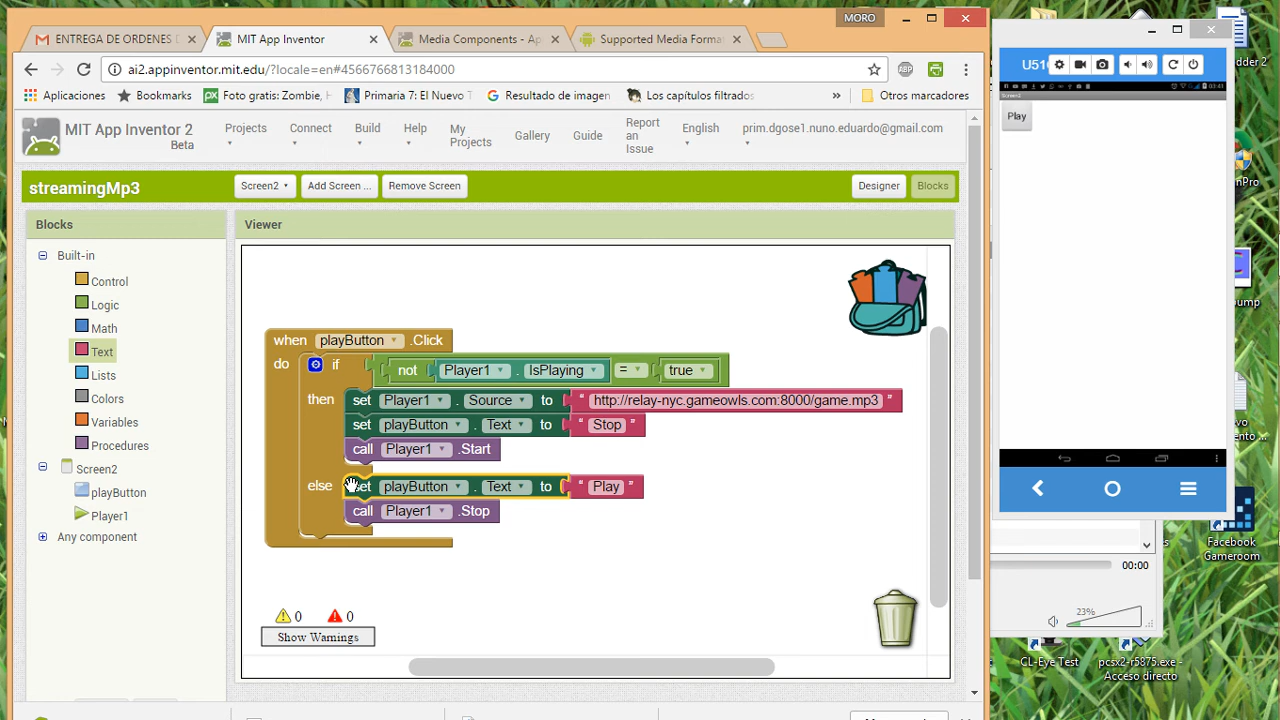 MORO
ENTREGA DE ORDENES
MIT App Inventor
Media Components - A
Supported Media Forma
ai2.appinventor.mit.edu/?locale=en#4566766813184000
Aplicaciones
Bookmarks
Foto gratis: Zombie,
Primaria 7: El Nuevo
Resultado de imagen
Los capítulos filtrados
»
Otros marcadores
MIT App Inventor 2
Beta
Projects
Connect
Build
Help
My
Projects
Gallery
Guide
Report
an
Issue
English
prim.dgose1.nuno.eduardo@gmail.com
streamingMp3
Screen2
Add Screen ...
Remove Screen
Designer
Blocks
Blocks
Viewer
Built-in
Control
Logic
Math
Text
Lists
Colors
Variables
Procedures
Screen2
playButton
Player1
Any component
when playButton .Click
do if not Player1 . IsPlaying = true
then set Player1 . Source to " http://relay-nyc.gameowls.com:8000/game.mp3 "
set playButton . Text to " Stop "
call Player1 .Start
else set playButton . Text to " Play "
call Player1 .Stop
0 0
Show Warnings
Screen2
Play
00:00
23%
Facebook
Gameroom
CL-Eye Test
pcsx2-r5875.exe -
Acceso directo